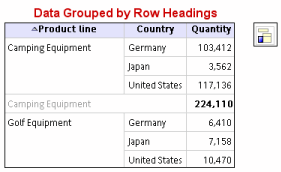 Data Grouped by Row Headings
Product line Country Quantity
Camping Equipment Germany 103,412
Japan 3,562
United States 117,136
Camping Equipment 224,110
Golf Equipment Germany 6,410
Japan 7,158
United States 10,470